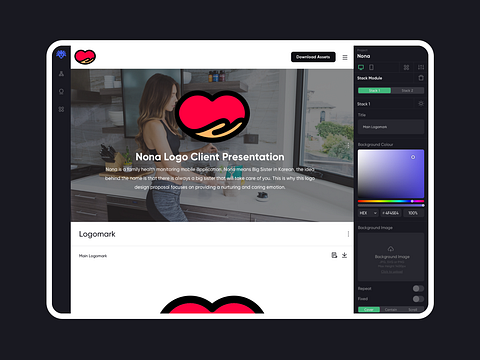 Nona
Download Assets
Stack Module
Stack 1
Title
Main Logomark
Background Colour
Nona Logo Client Presentation
Nona is a family health monitoring mobile application. Nona means Big Sister in Korean, the idea
behind the name is that there is always a big sister that will take care of you. This is why this logo
design proposal focuses on providing a nurturing and caring emotion.
HEX
100%
Logomark
Background Image
Main Logomark
Background Image
Repeat
Fixed